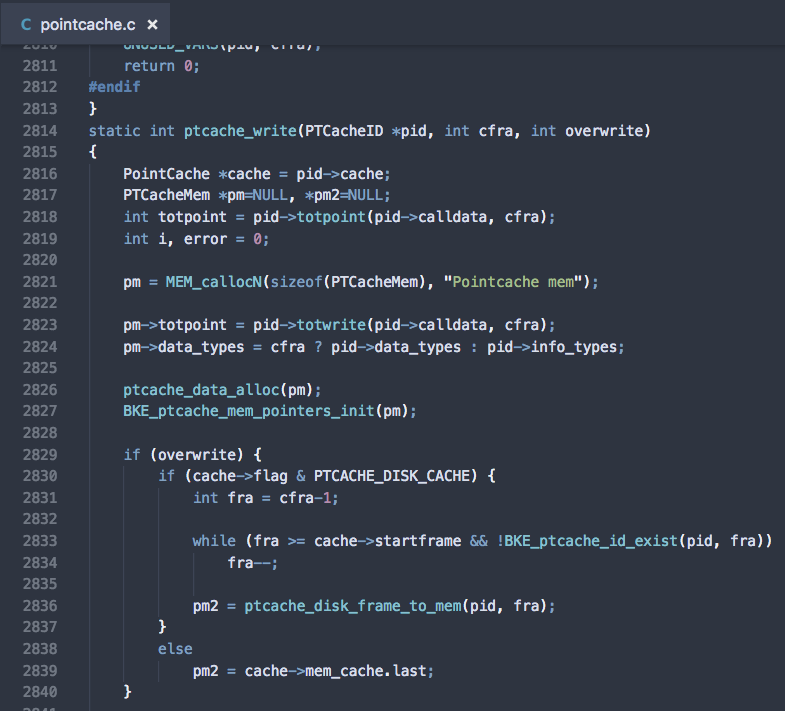 C pointcache.c ×
2810 UNUSED_VARS(pid, cfra);
2811 return 0;
2812 #endif
2813 }
2814 static int ptcache_write(PTCacheID *pid, int cfra, int overwrite)
2815 {
2816 PointCache *cache = pid->cache;
2817 PTCacheMem *pm=NULL, *pm2=NULL;
2818 int totpoint = pid->totpoint(pid->calldata, cfra);
2819 int i, error = 0;
2820
2821 pm = MEM_callocN(sizeof(PTCacheMem), "Pointcache mem");
2822
2823 pm->totpoint = pid->totwrite(pid->calldata, cfra);
2824 pm->data_types = cfra ? pid->data_types : pid->info_types;
2825
2826 ptcache_data_alloc(pm);
2827 BKE_ptcache_mem_pointers_init(pm);
2828
2829 if (overwrite) {
2830 if (cache->flag & PTCACHE_DISK_CACHE) {
2831 int fra = cfra-1;
2832
2833 while (fra >= cache->startframe && !BKE_ptcache_id_exist(pid, fra))
2834 fra--;
2835
2836 pm2 = ptcache_disk_frame_to_mem(pid, fra);
2837 }
2838 else
2839 pm2 = cache->mem_cache.last;
2840 }